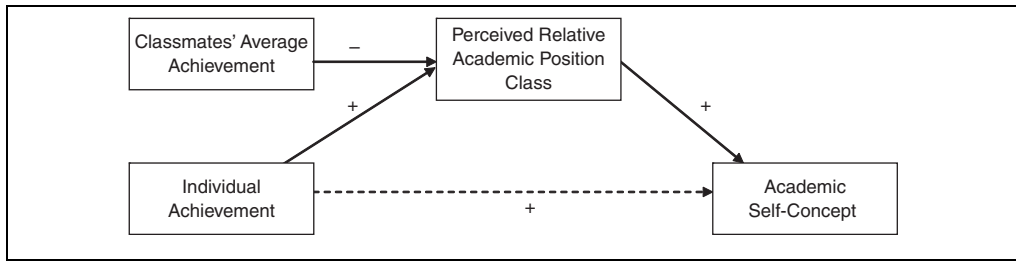 Classmates' Average
Achievement
–
Perceived Relative
Academic Position
Class
+
+
Individual
Achievement
+
Academic
Self-Concept